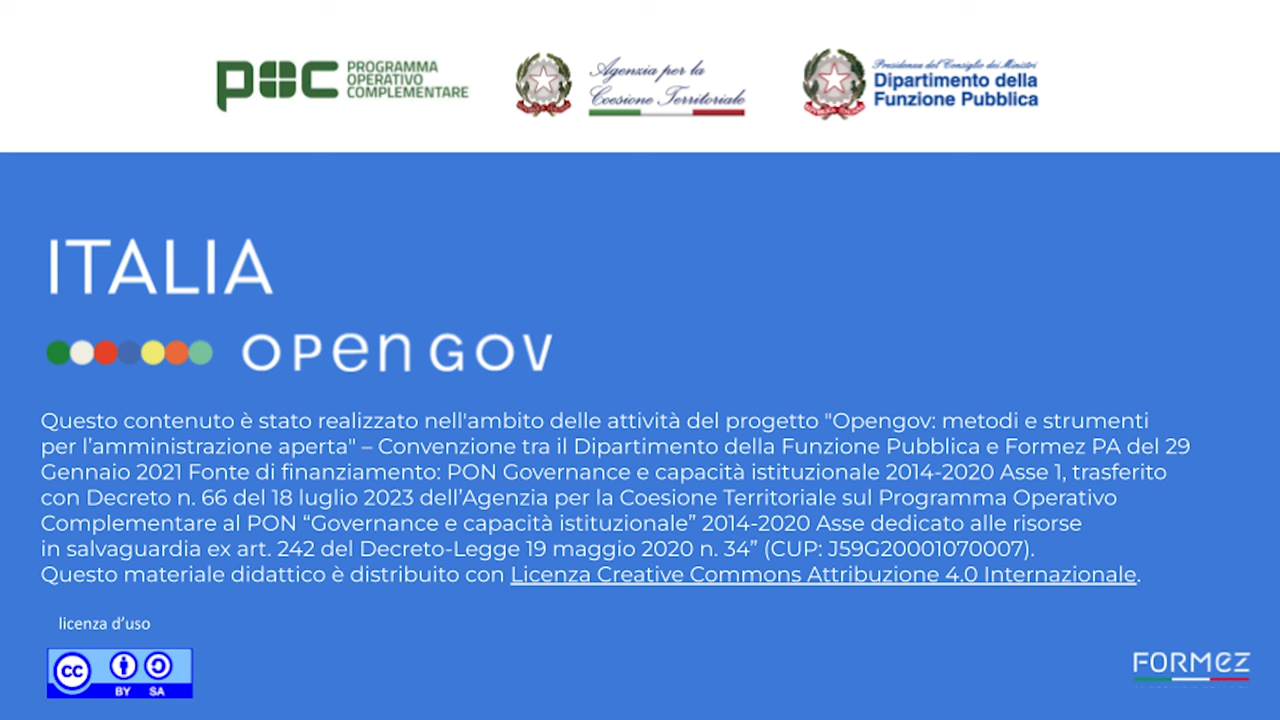 poc PROGRAMMA
OPERATIVO
COMPLEMENTARE
Agenzia per la
Coesione Territoriale
Presidenza del Consiglio dei Ministri
Dipartimento della
Funzione Pubblica
ITALIA
OPEN GOV
Questo contenuto è stato realizzato nell'ambito delle attività del progetto "Opengov: metodi e strumenti
per l’amministrazione aperta" – Convenzione tra il Dipartimento della Funzione Pubblica e Formez PA del 29
Gennaio 2021 Fonte di finanziamento: PON Governance e capacità istituzionale 2014-2020 Asse 1, trasferito
con Decreto n. 66 del 18 luglio 2023 dell’Agenzia per la Coesione Territoriale sul Programma Operativo
Complementare al PON “Governance e capacità istituzionale” 2014-2020 Asse dedicato alle risorse
in salvaguardia ex art. 242 del Decreto-Legge 19 maggio 2020 n. 34” (CUP: J59G20001070007).
Questo materiale didattico è distribuito con Licenza Creative Commons Attribuzione 4.0 Internazionale.
licenza d’uso
cc BY SA
FORMEZ